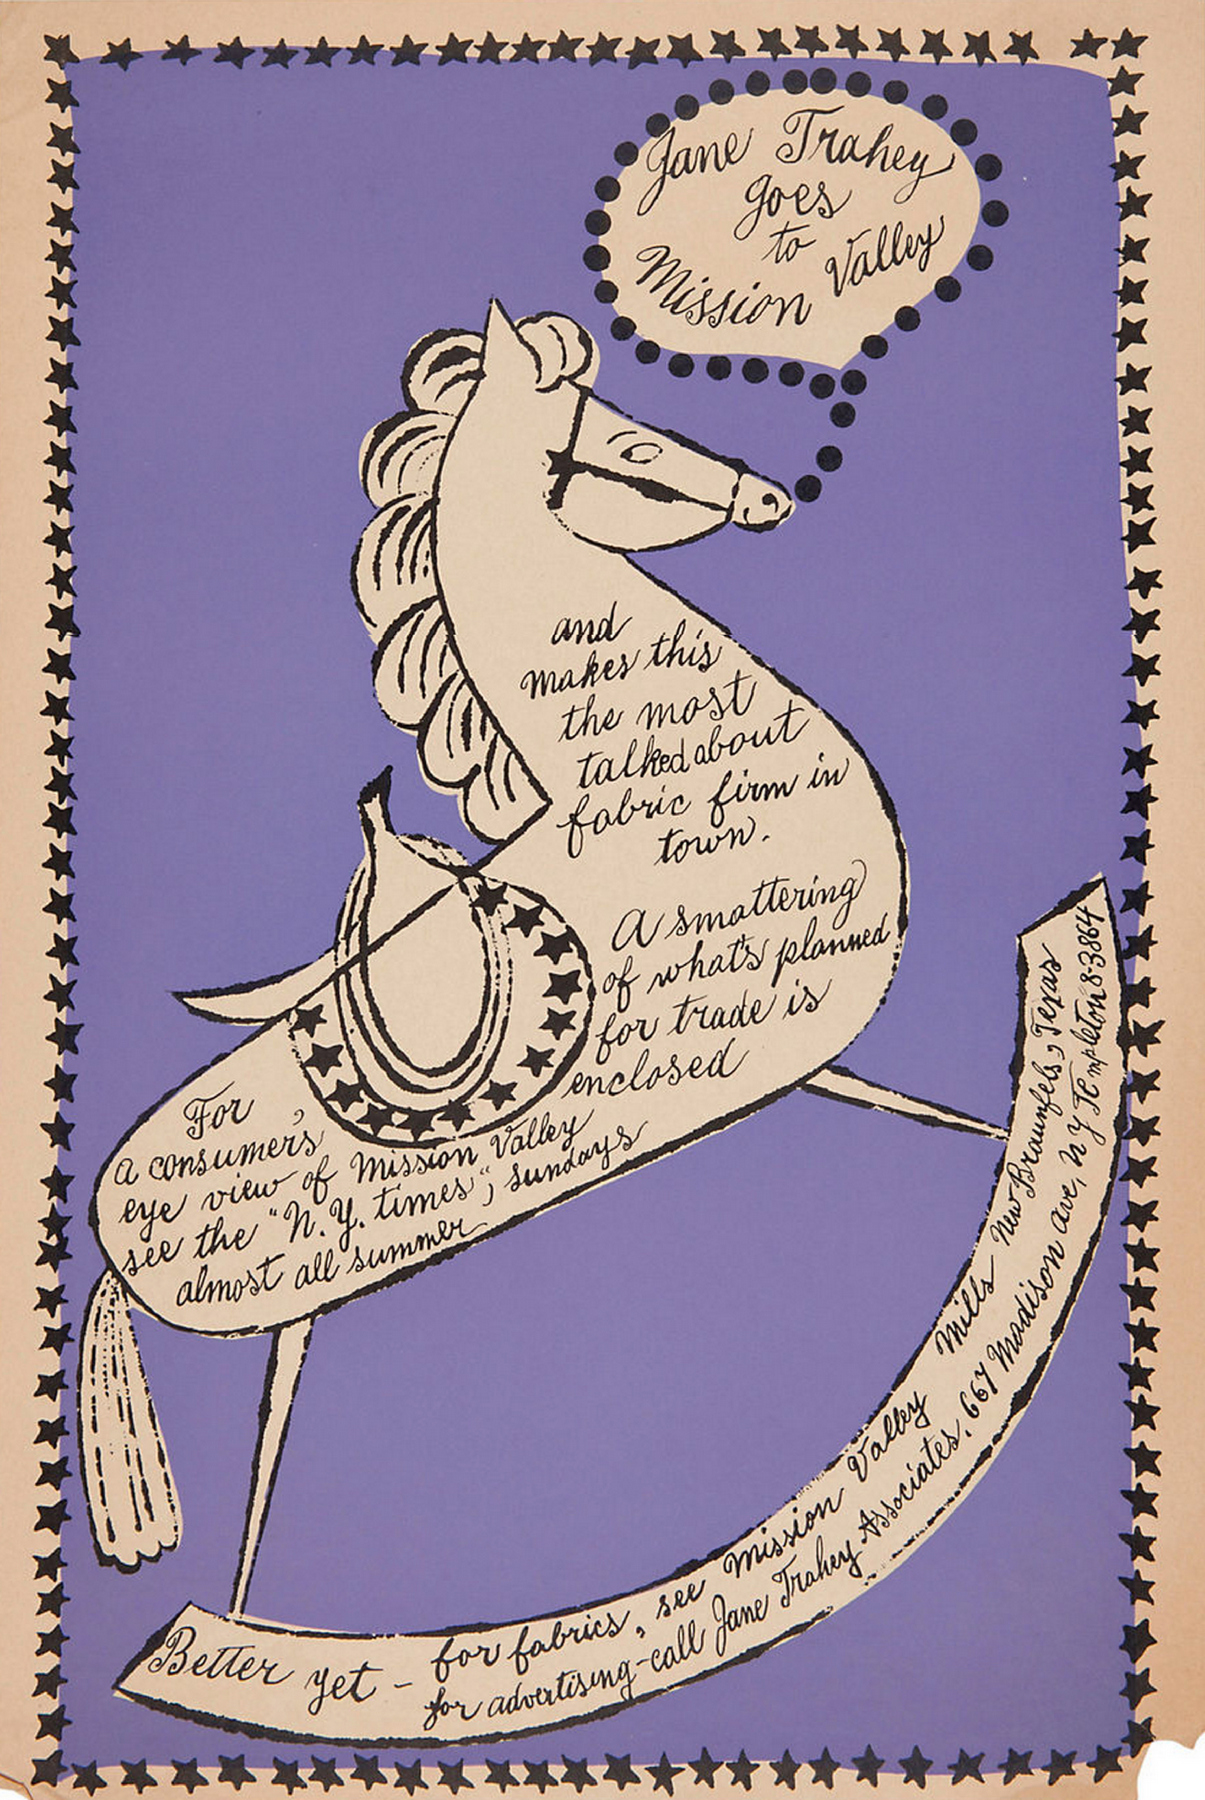 Jane Trahey
goes
to
Mission Valley
and
makes this
the most
talked about
fabric firm in
town.
A smattering
of what's planned
for trade is
enclosed
For
a consumer's
eye view of Mission Valley
see the "N.Y. times", sundays
almost all summer
Better yet - for fabrics, see Mission Valley Mills New Braunfels, Texas
for advertising - call Jane Trahey Associates. 667 Madison ave, N Y TEmpleton 8-3864